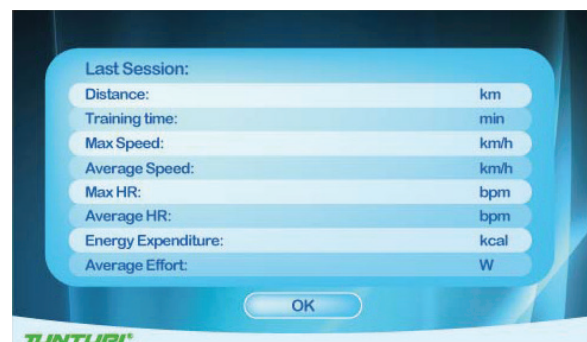 Last Session:
Distance: km
Training time: min
Max Speed: km/h
Average Speed: km/h
Max HR: bpm
Average HR: bpm
Energy Expenditure: kcal
Average Effort: W
OK
TUNTURI®